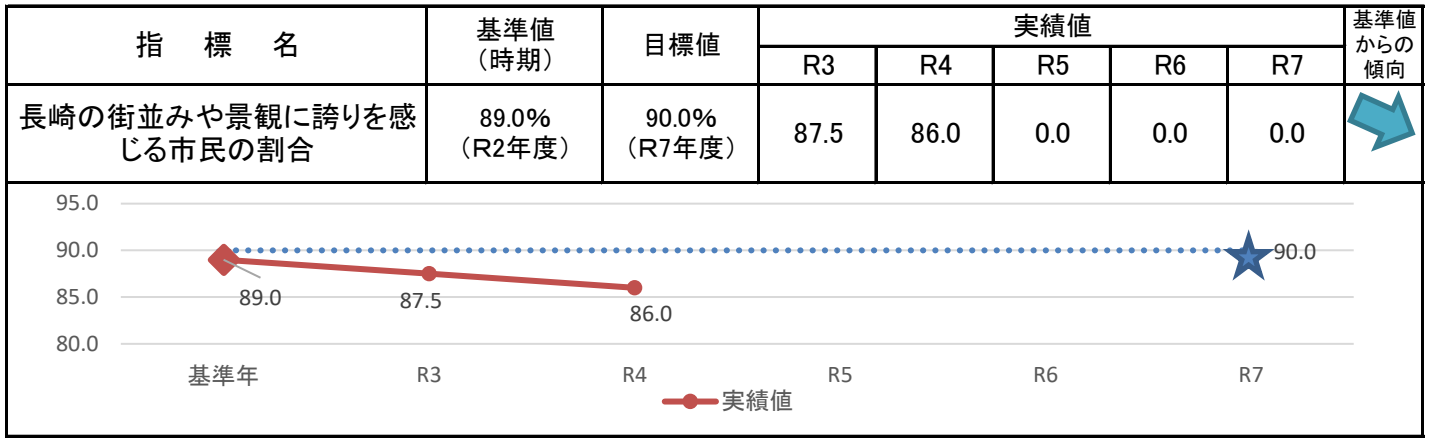 指 標 名
基準値
（時期）
目標値
実績値
基準値
からの
傾向
R3 R4 R5 R6 R7
長崎の街並みや景観に誇りを感
じる市民の割合
89.0%
（R2年度）
90.0%
（R7年度）
87.5 86.0 0.0 0.0 0.0
95.0
90.0
85.0
80.0
89.0
87.5
86.0
90.0
基準年 R3 R4 R5 R6 R7
実績値